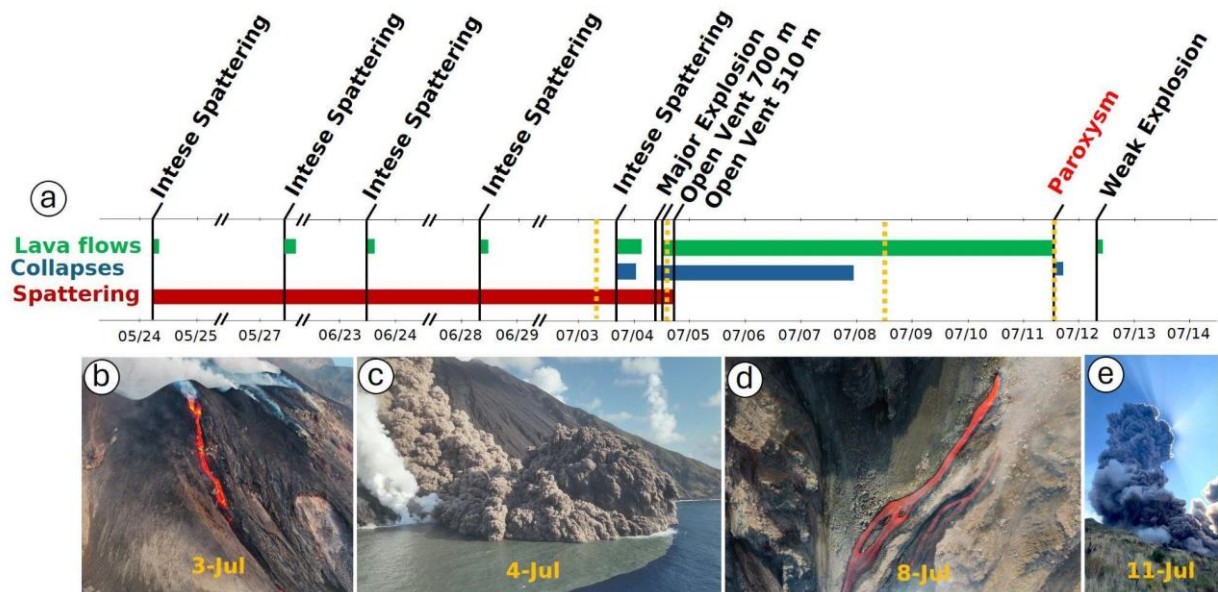 Intese Spattering
Intese Spattering
Intese Spattering
Intese Spattering
Intese Spattering
Major Explosion
Open Vent 700 m
Open Vent 510 m
Paroxysm
Weak Explosion
a
Lava flows
Collapses
Spattering
05/24 05/25 05/27 06/23 06/24 06/28 06/29 07/03 07/04 07/05 07/06 07/07 07/08 07/09 07/10 07/11 07/12 07/13 07/14
b
3-Jul
c
4-Jul
d
8-Jul
e
11-Jul